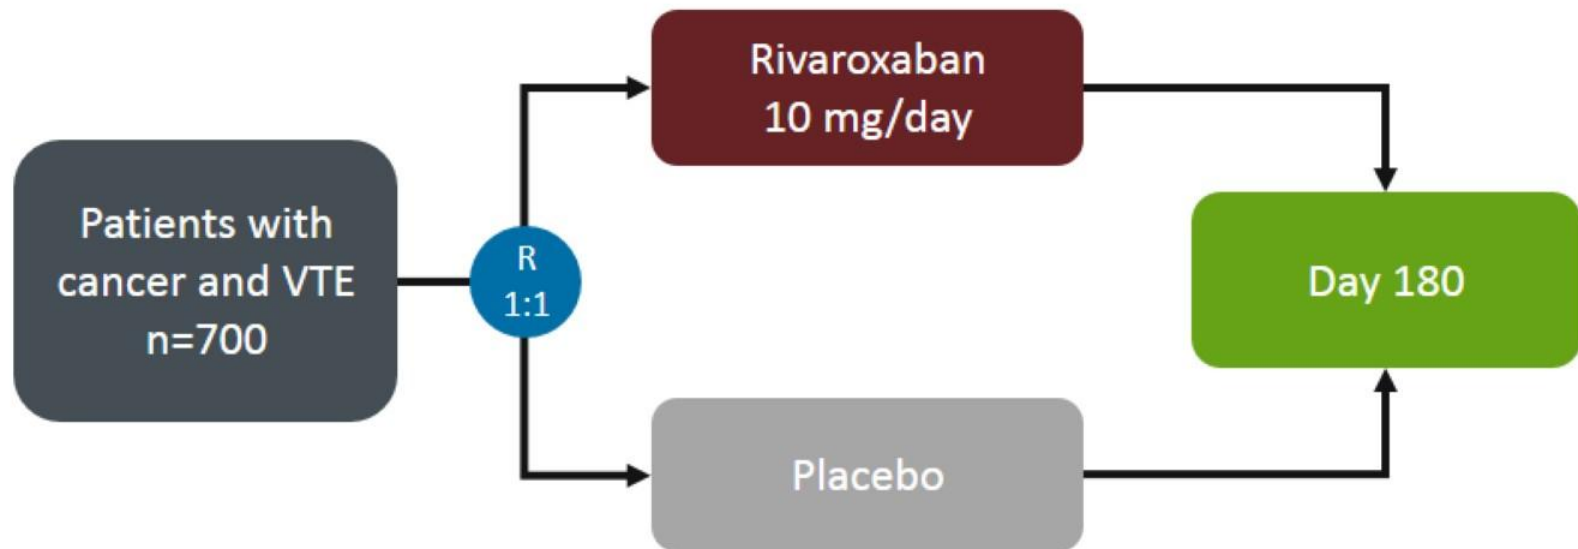 Patients with
cancer and VTE
n=700
R
1:1
Rivaroxaban
10 mg/day
Placebo
Day 180